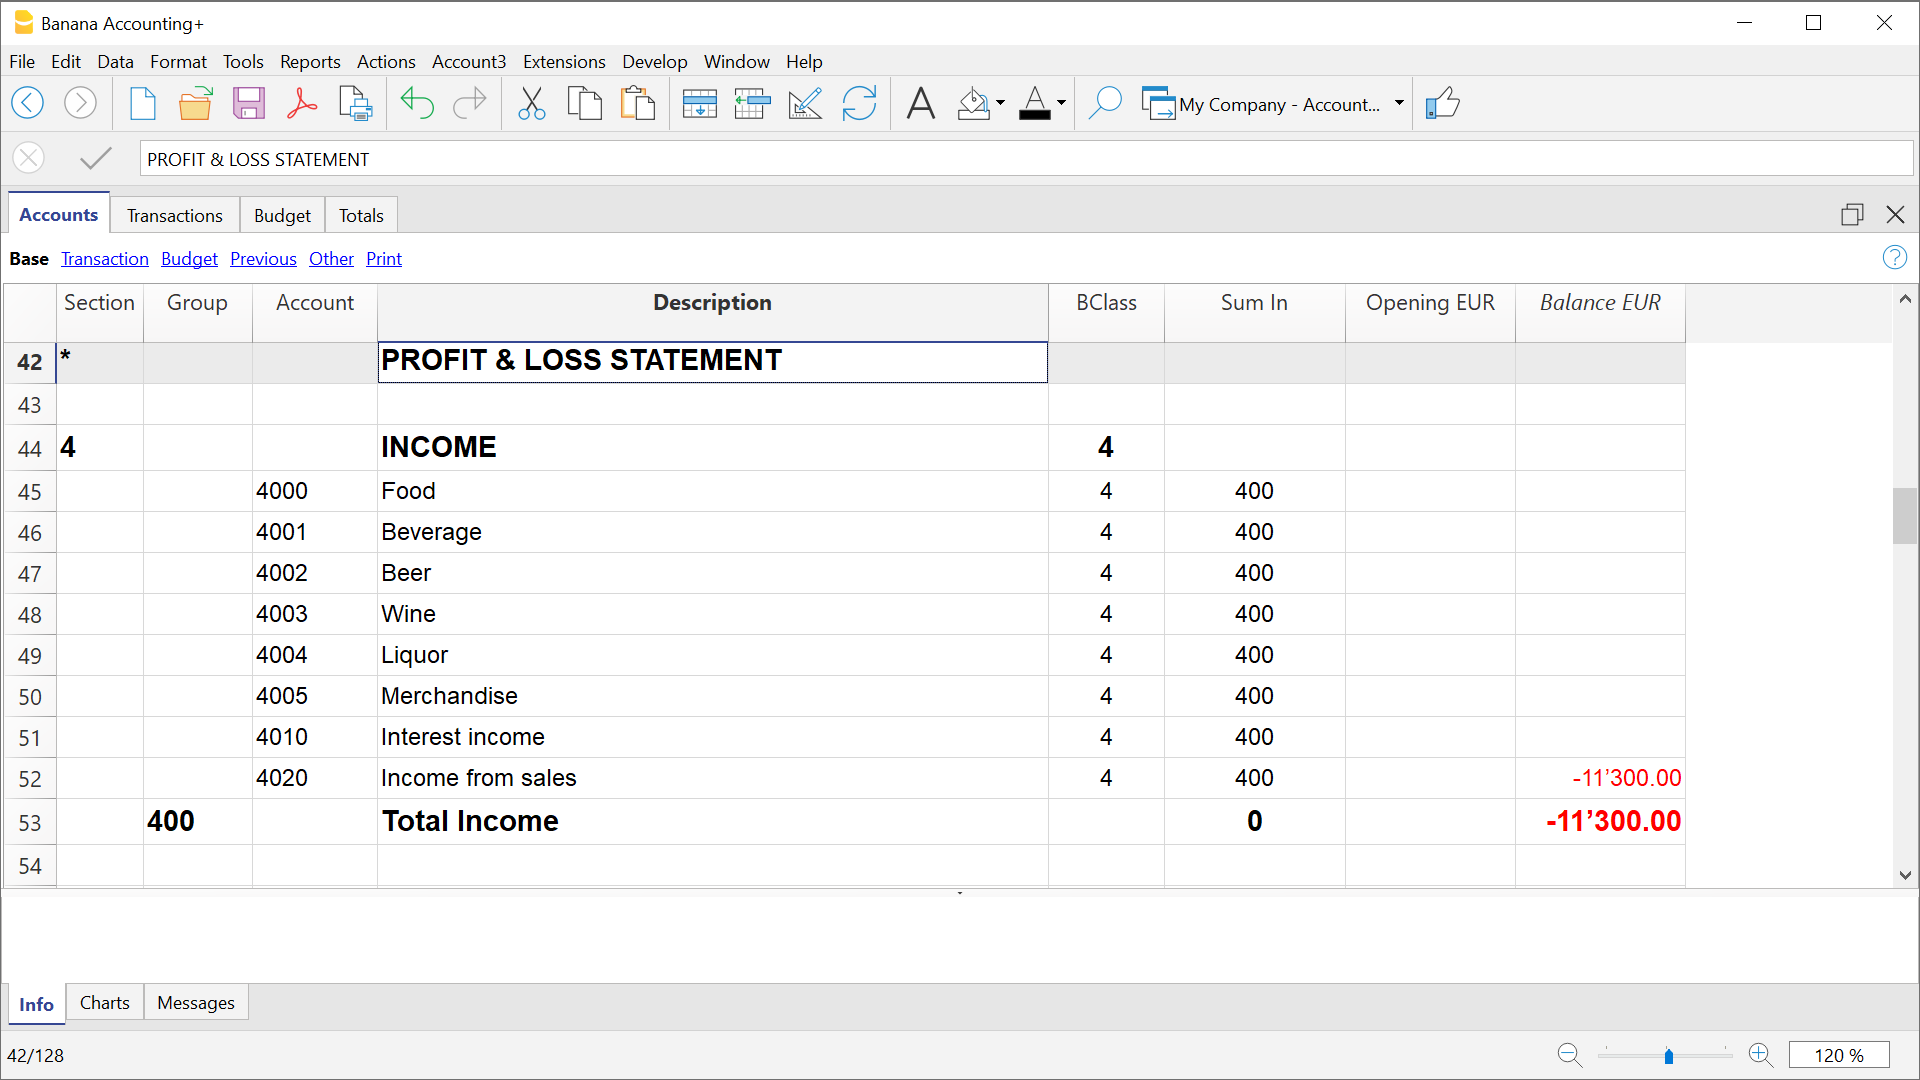 Banana Accounting+
File Edit Data Format Tools Reports Actions Account3 Extensions Develop Window Help
My Company - Account...
PROFIT & LOSS STATEMENT
Accounts Transactions Budget Totals
Base Transaction Budget Previous Other Print
Section Group Account Description BClass Sum In Opening EUR Balance EUR
42 * PROFIT & LOSS STATEMENT
43
44 4 INCOME 4
45 4000 Food 4 400
46 4001 Beverage 4 400
47 4002 Beer 4 400
48 4003 Wine 4 400
49 4004 Liquor 4 400
50 4005 Merchandise 4 400
51 4010 Interest income 4 400
52 4020 Income from sales 4 400 -11’300.00
53 400 Total Income 0 -11’300.00
54
Info Charts Messages
42/128 120 %